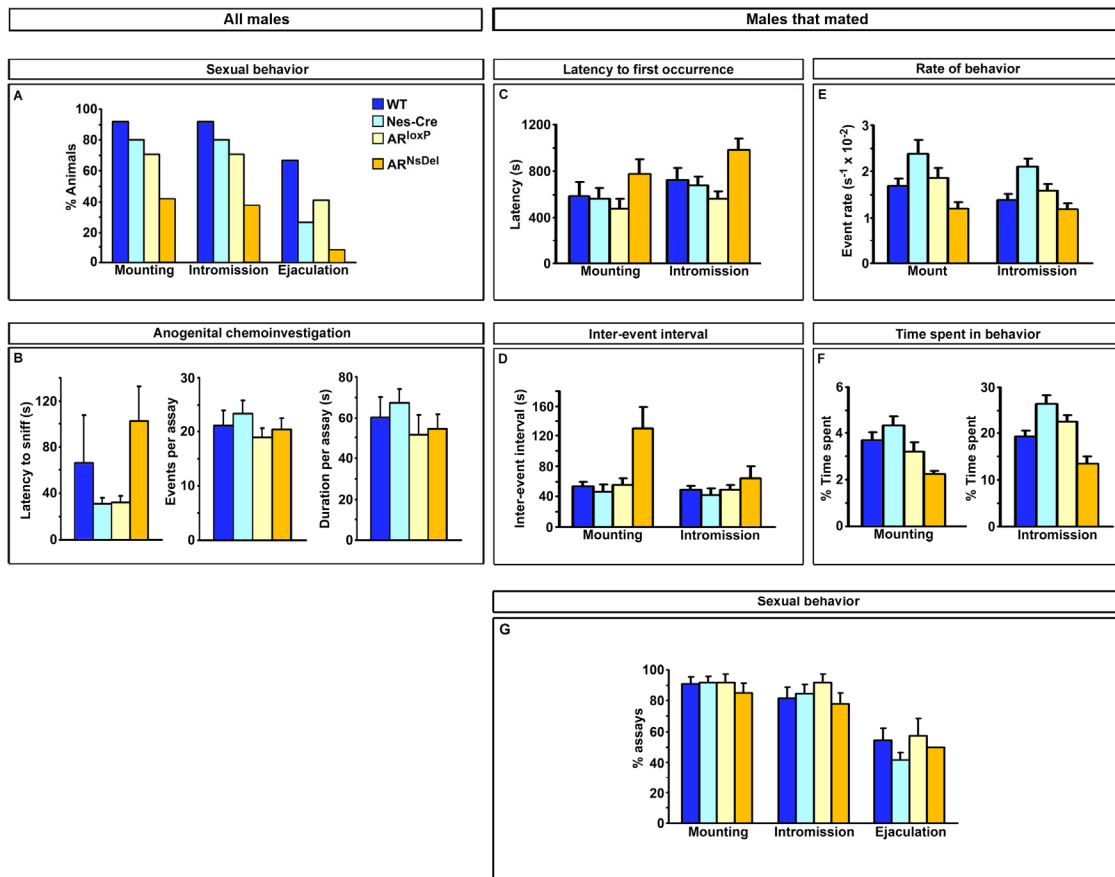 All males
Males that mated
Sexual behavior
A
100
80
60
40
20
0
% Animals
Mounting
Intromission
Ejaculation
WT
Nes-Cre
ARloxP
ARNsDel
Anogenital chemoinvestigation
B
120
80
40
0
Latency to sniff (s)
30
20
10
0
Events per assay
80
60
40
20
0
Duration per assay (s)
Latency to first occurrence
C
1200
800
400
0
Latency (s)
Mounting
Intromission
Inter-event interval
D
160
120
80
40
0
Inter-event interval (s)
Mounting
Intromission
Rate of behavior
E
3
2
1
0
Event rate (s-1 x 10-2)
Mount
Intromission
Time spent in behavior
F
6
4
2
0
% Time spent
Mounting
30
20
10
0
% Time spent
Intromission
Sexual behavior
G
100
80
60
40
20
0
% assays
Mounting
Intromission
Ejaculation